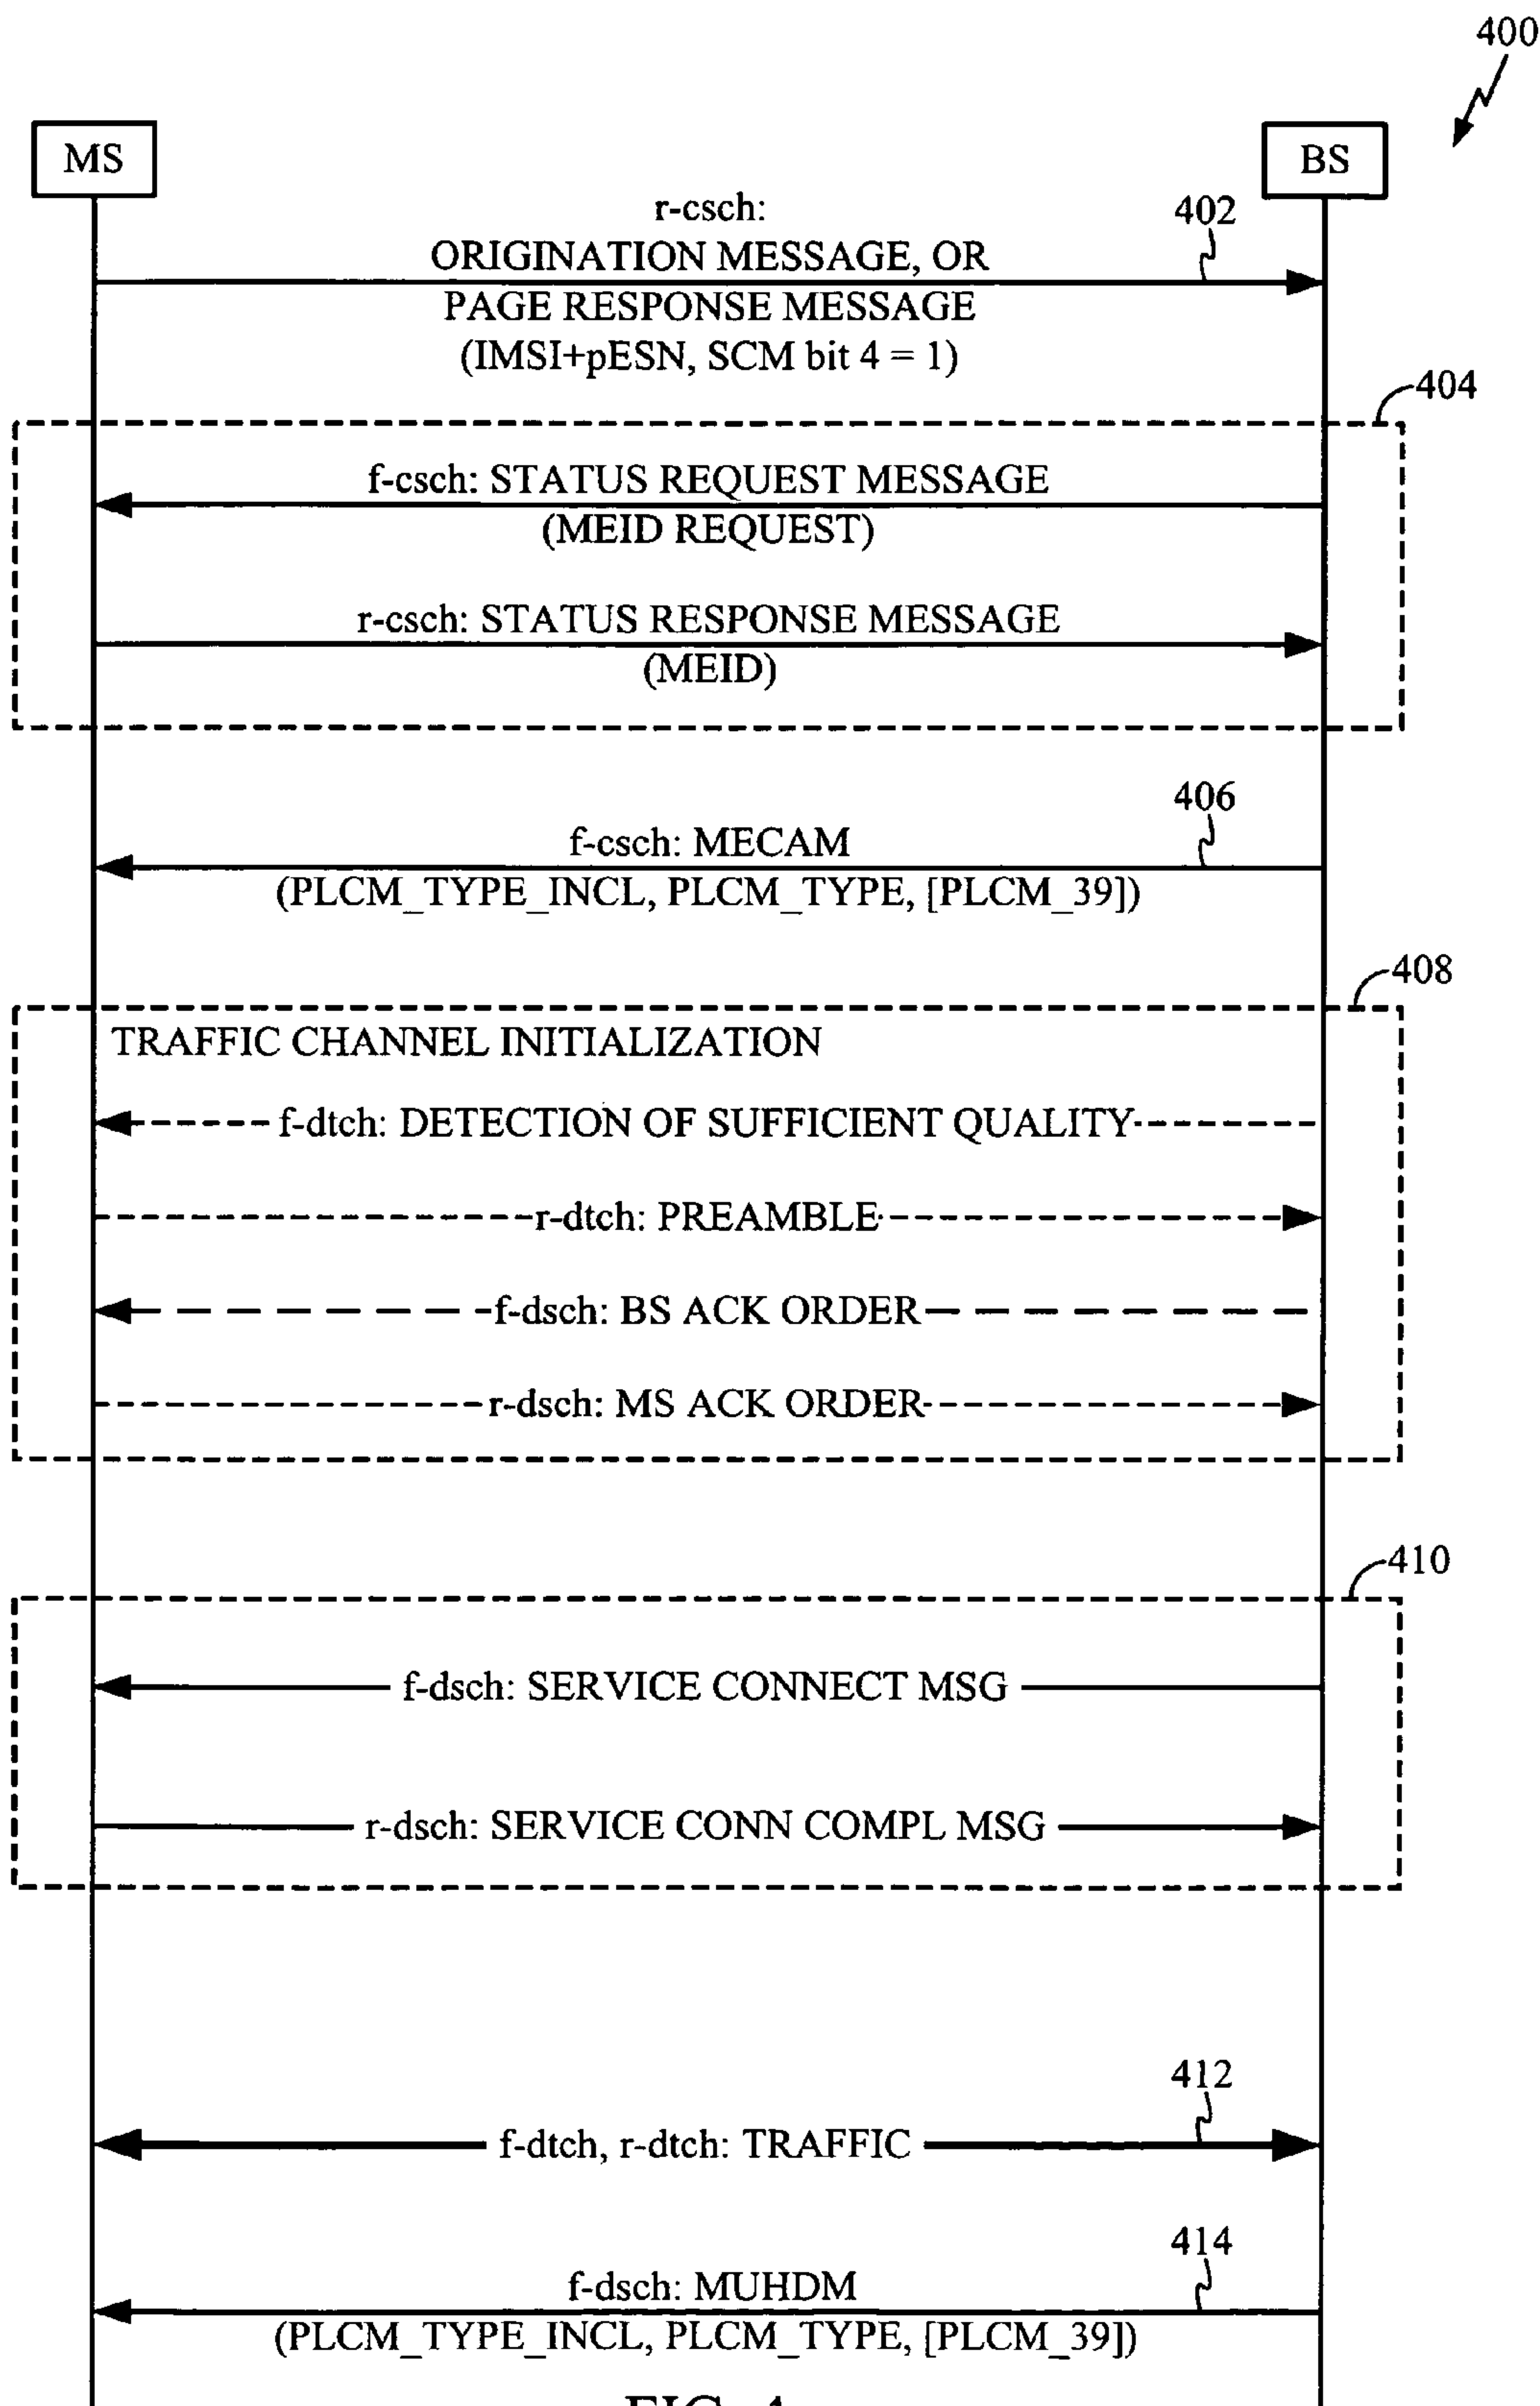 400
MS
BS
r-csch:
402
ORIGINATION MESSAGE, OR
PAGE RESPONSE MESSAGE
(IMSI+pESN, SCM bit 4 = 1)
404
f-csch: STATUS REQUEST MESSAGE
(MEID REQUEST)
r-csch: STATUS RESPONSE MESSAGE
(MEID)
406
f-csch: MECAM
(PLCM_TYPE_INCL, PLCM_TYPE, [PLCM_39])
408
TRAFFIC CHANNEL INITIALIZATION
f-dtch: DETECTION OF SUFFICIENT QUALITY
r-dtch: PREAMBLE
f-dsch: BS ACK ORDER
r-dsch: MS ACK ORDER
410
f-dsch: SERVICE CONNECT MSG
r-dsch: SERVICE CONN COMPL MSG
412
f-dtch, r-dtch: TRAFFIC
414
f-dsch: MUHDM
(PLCM_TYPE_INCL, PLCM_TYPE, [PLCM_39])